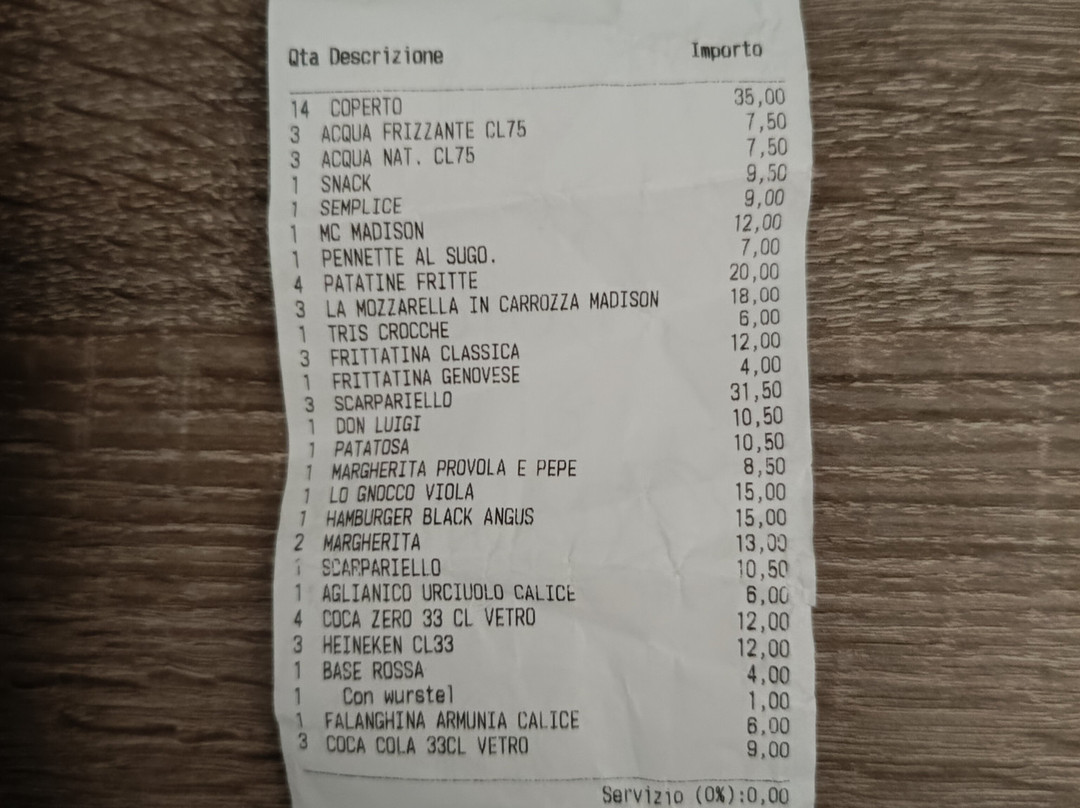 Qta Descrizione Importo
14 COPERTO 35,00
3 ACQUA FRIZZANTE CL75 7,50
3 ACQUA NAT. CL75 7,50
1 SNACK 9,50
1 SEMPLICE 9,00
1 MC MADISON 12,00
1 PENNETTE AL SUGO. 7,00
4 PATATINE FRITTE 20,00
3 LA MOZZARELLA IN CARROZZA MADISON 18,00
1 TRIS CROCCHE 6,00
3 FRITTATINA CLASSICA 12,00
1 FRITTATINA GENOVESE 4,00
3 SCARPARIELLO 31,50
1 DON LUIGI 10,50
1 PATATOSA 10,50
1 MARGHERITA PROVOLA E PEPE 8,50
1 LO GNOCCO VIOLA 15,00
1 HAMBURGER BLACK ANGUS 15,00
2 MARGHERITA 13,00
1 SCARPARIELLO 10,50
1 AGLIANICO URCIUOLO CALICE 6,00
4 COCA ZERO 33 CL VETRO 12,00
3 HEINEKEN CL33 12,00
1 BASE ROSSA 4,00
1 Con wurstel 1,00
1 FALANGHINA ARMUNIA CALICE 6,00
3 COCA COLA 33CL VETRO 9,00
Servizio (0%):0,00